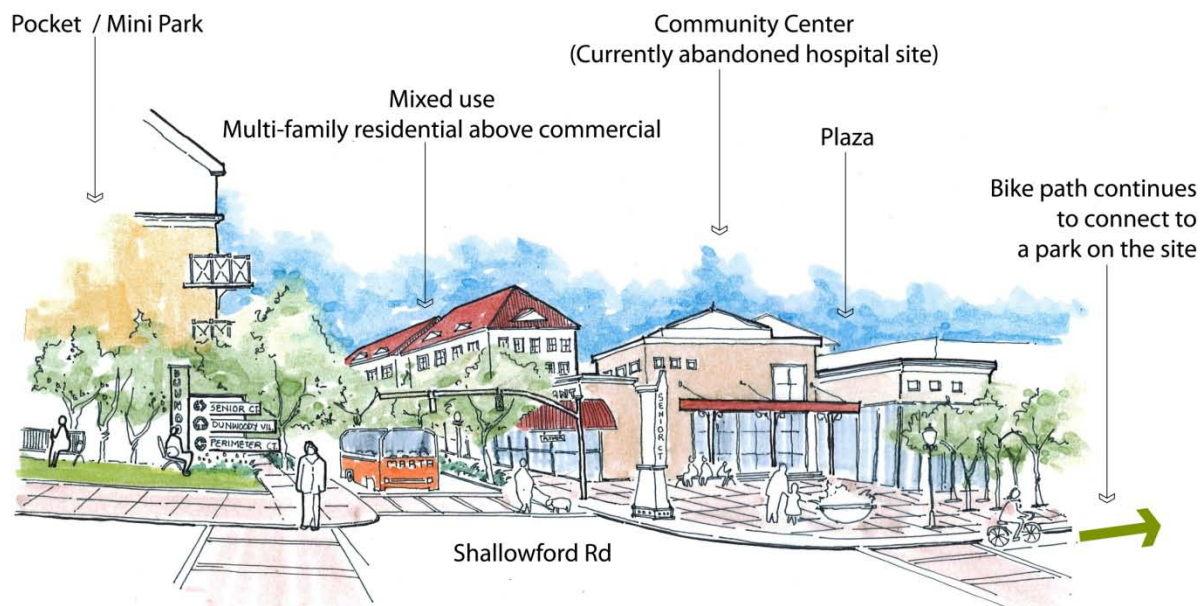 Pocket / Mini Park
Community Center
(Currently abandoned hospital site)
Mixed use
Multi-family residential above commercial
Plaza
Bike path continues
to connect to
a park on the site
SENIOR CT.
DUNWOODY VIL.
PERIMETER CT.
MARTA
SENIOR CT.
Shallowford Rd